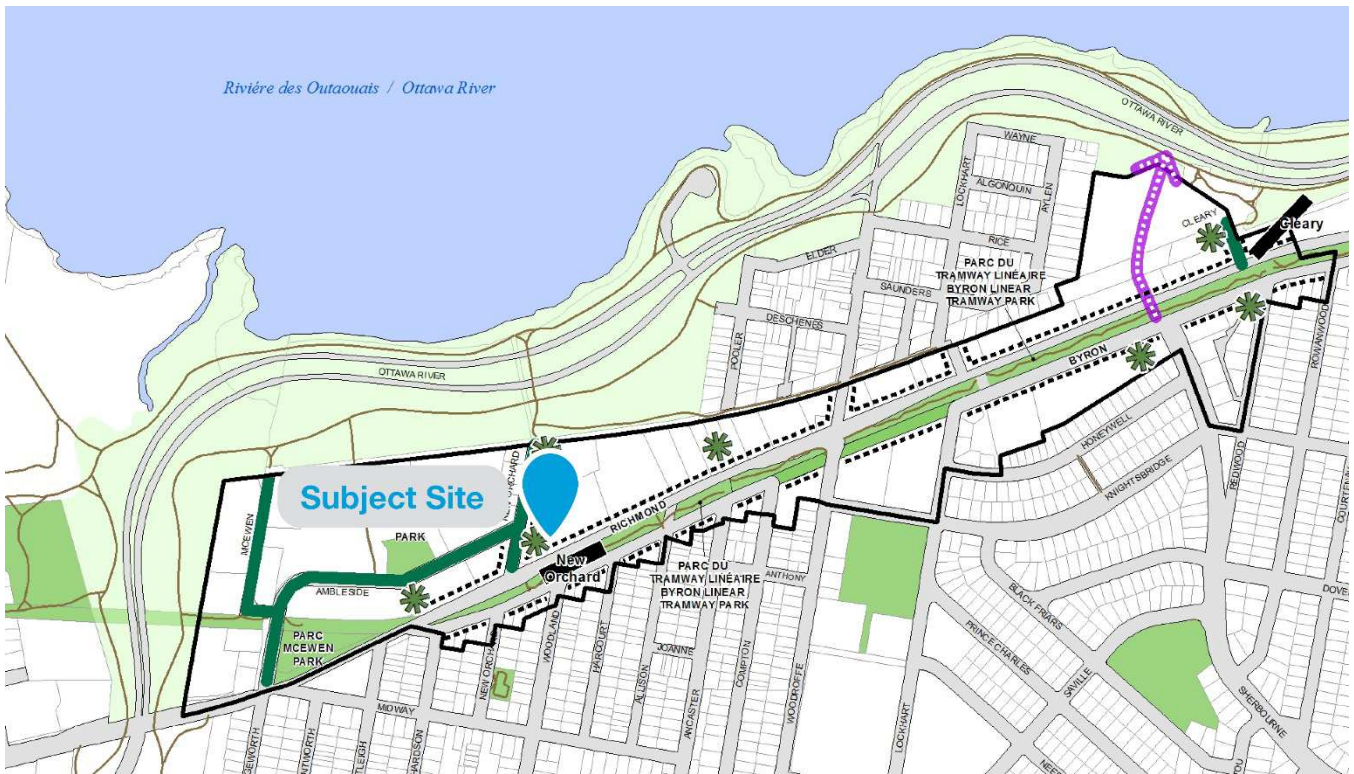 Riviére des Outaouais / Ottawa River
OTTAWA RIVER
WAYNE
ALGONQUIN
LOCKHART
AYLEN
RICE
CLEARY
Cleary
ELDER
SAUNDERS
PARC DU
TRAMWAY LINÉAIRE
BYRON LINEAR
TRAMWAY PARK
DESCHENES
POOLER
OTTAWA RIVER
BYRON
ROWANWOOD
HONEYWELL
KNIGHTSBRIDGE
REDWOOD
COURTENAY
NEW ORCHARD
MCEWEN
Subject Site
PARK
RICHMOND
New
Orchard
AMBLESIDE
PARC DU
TRAMWAY LINÉAIRE
BYRON LINEAR
TRAMWAY PARK
ANTHONY
PARC
MCEWEN
PARK
WOODLAND
HARCOURT
JOANNE
ALLISON
COMPTON
WOODROFFE
ANCASTER
LOCKHART
MIDWAY
BLACK FRIARS
PRINCE CHARLES
SAVILLE
SHERBOURNE